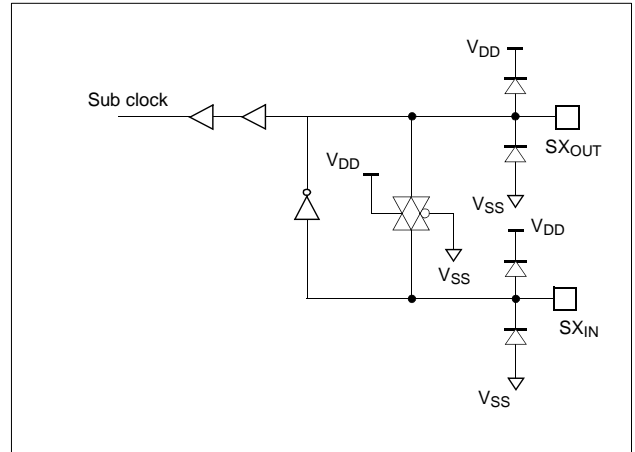 V_DD
Sub clock
SX_OUT
V_DD
V_SS
V_DD
V_SS
SX_IN
V_SS